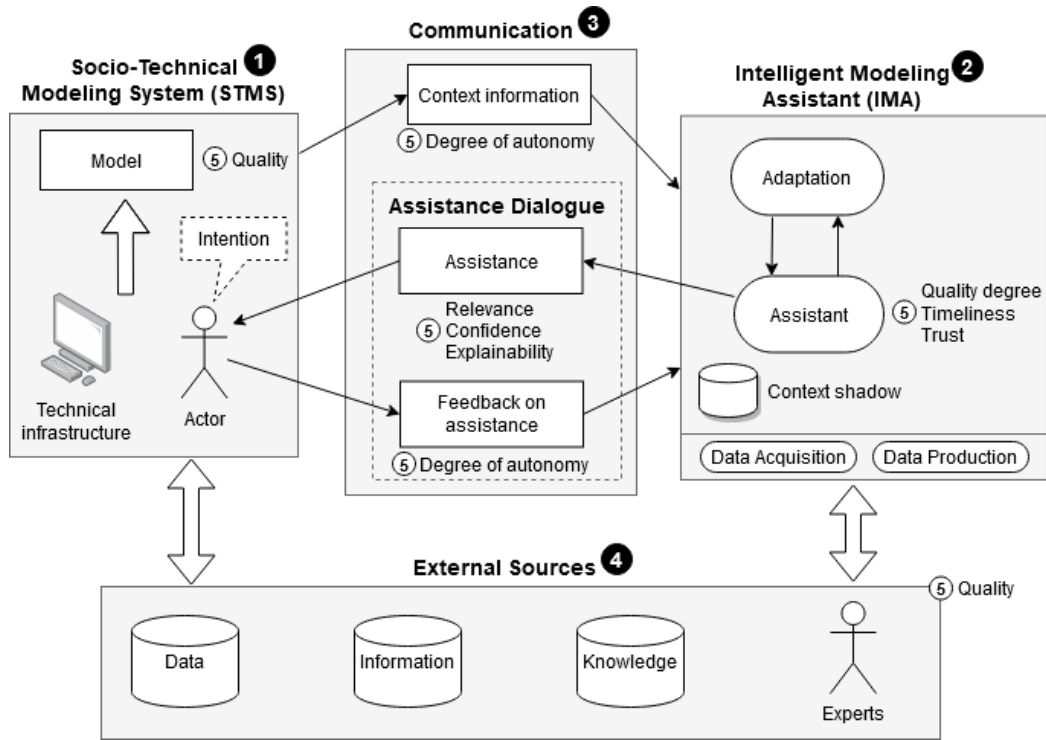 Socio-Technical 1
Modeling System (STMS)
Model
5 Quality
Intention
Technical
infrastructure
Actor
Communication 3
Context information
5 Degree of autonomy
Assistance Dialogue
Assistance
Relevance
5 Confidence
Explainability
Feedback on
assistance
5 Degree of autonomy
Intelligent Modeling 2
Assistant (IMA)
Adaptation
Assistant
Quality degree
5 Timeliness
Trust
Context shadow
Data Acquisition
Data Production
External Sources 4
5 Quality
Data
Information
Knowledge
Experts